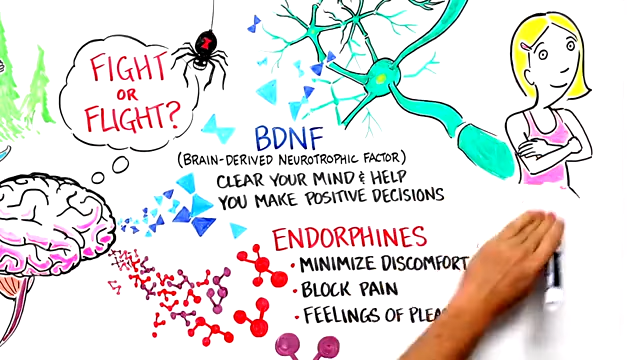 FIGHT
OR
FLIGHT?
BDNF
(BRAIN-DERIVED NEUROTROPHIC FACTOR)
CLEAR YOUR MIND & HELP
YOU MAKE POSITIVE DECISIONS
ENDORPHINES
• MINIMIZE DISCOMFORT
• BLOCK PAIN
• FEELINGS OF